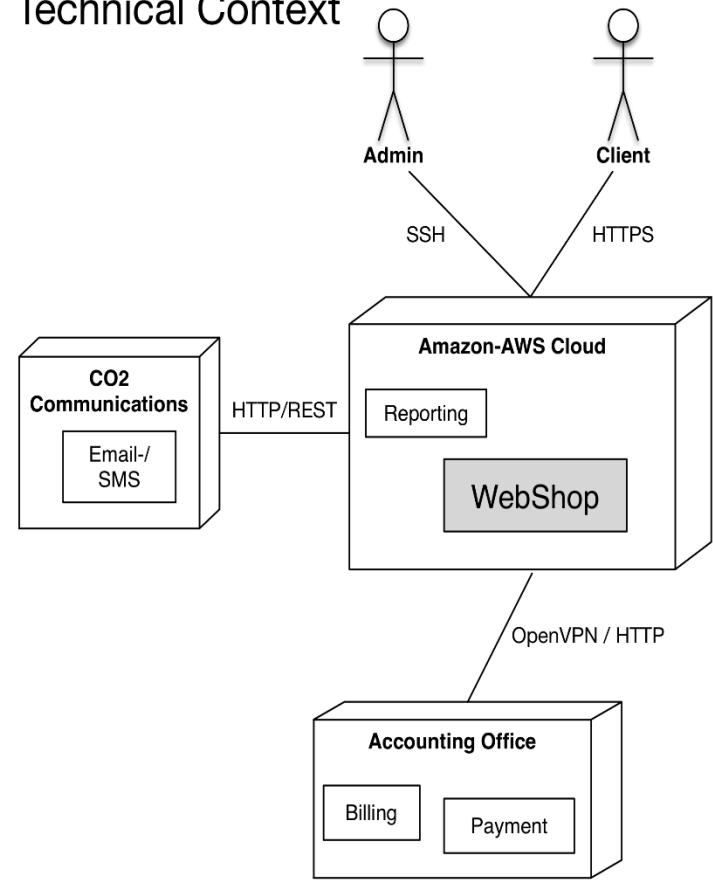 Technical Context
Admin
Client
SSH
HTTPS
Amazon-AWS Cloud
CO2
Communications
HTTP/REST
Reporting
Email-/
SMS
WebShop
OpenVPN / HTTP
Accounting Office
Billing
Payment